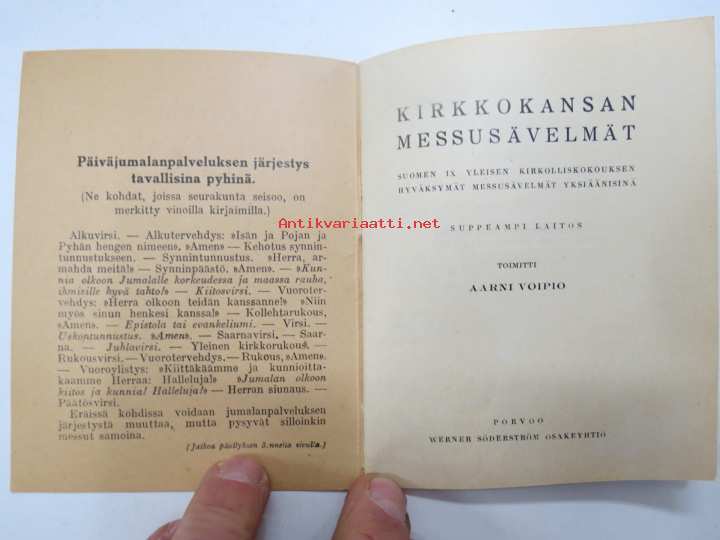 Päiväjumalanpalveluksen järjestys
tavallisina pyhinä.
(Ne kohdat, joissa seurakunta seisoo, on
merkitty vinoilla kirjaimilla.)
Alkuvirsi. — Alkutervehdys: »Isän ja Pojan ja
Pyhän hengen nimeen». »Amen» — Kehotus synnin-
tunnustukseen. — Synnintunnustus. »Herra, ar-
mahda meitä!» — Synninpäästö. »Amen». — »Kun-
nia olkoon Jumalalle korkeudessa ja maassa rauha,
ihmisille hyvä tahto!» — Kiitosvirsi. — Vuoroter-
vehdys: »Herra olkoon teidän kanssanne!» »Niin
myös sinun henkesi kanssa!» — Kollehtarukous,
»Amen». — Epistola tai evankeliumi. — Virsi. —
Uskontunnustus. »Amen». — Saarnavirsi. — Saar-
na. — Juhlavirsi. — Yleinen kirkkorukous. —
Rukousvirsi. — Vuorotervehdys. — Rukous, »Amen».
— Vuoroylistys: »Kiittäkäämme ja kunnioitta-
kaamme Herraa: Halleluja!» »Jumalan olkoon
kiitos ja kunnia! Halleluja!» — Herran siunaus. —
Päätösvirsi.
Eräissä kohdissa voidaan jumalanpalveluksen
järjestystä muuttaa, mutta pysyvät silloinkin
messut samoina.
(Jatkoa päällyksen 3:nnella sivulla.)
KIRKKOKANSAN
MESSUSÄVELMÄT
SUOMEN IX YLEISEN KIRKOLLISKOKOUKSEN
HYVÄKSYMÄT MESSUSÄVELMÄT YKSIÄÄNISINÄ
SUPPEAMPI LAITOS
TOIMITTI
AARNI VOIPIO
PORVOO
WERNER SÖDERSTRÖM OSAKEYHTIÖ
Antikvariaatti.net